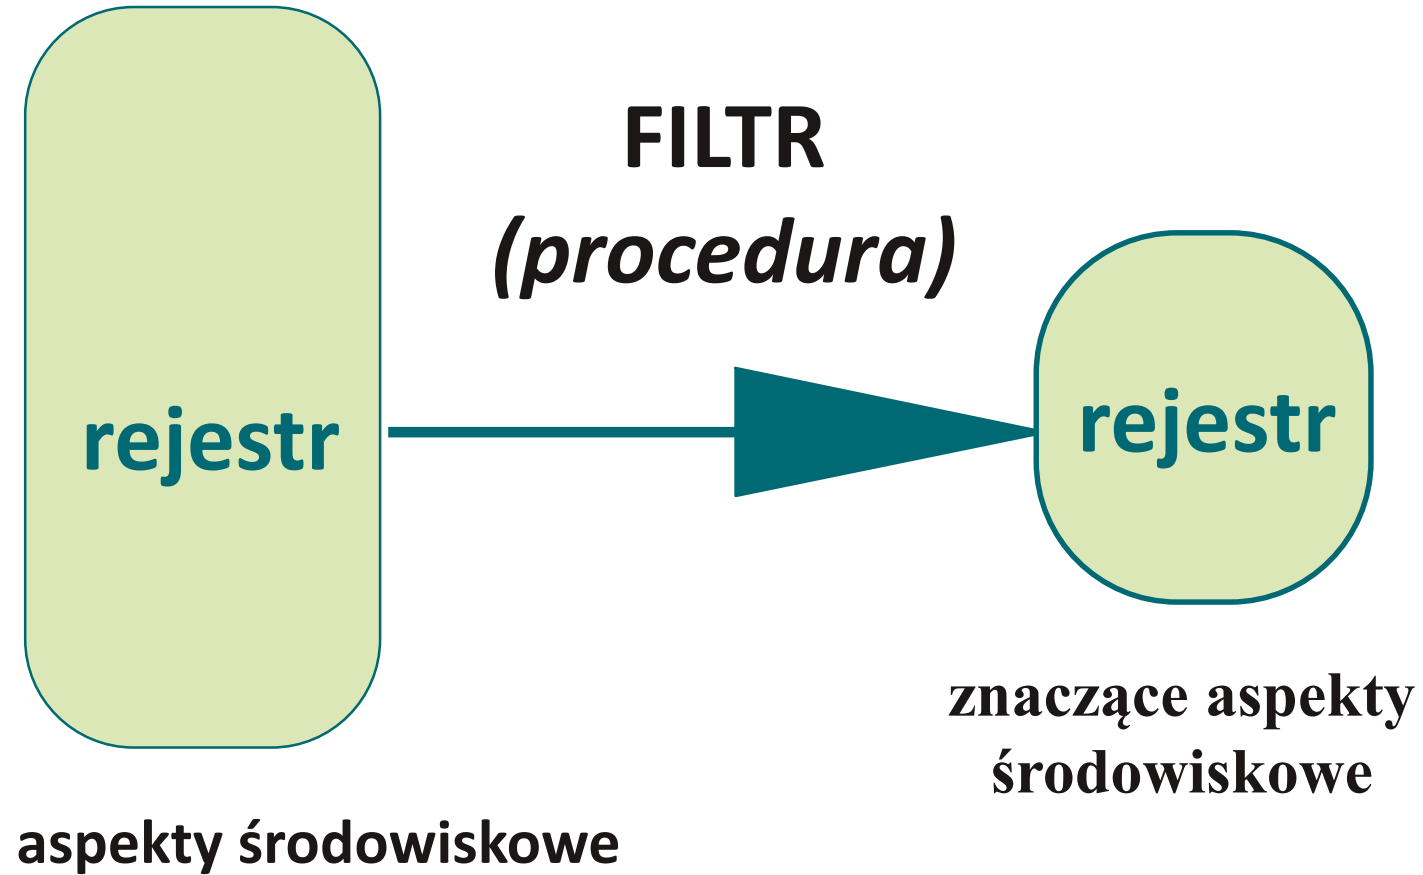 FILTR
(procedura)
rejestr
rejestr
znaczące aspekty
środowiskowe
aspekty środowiskowe